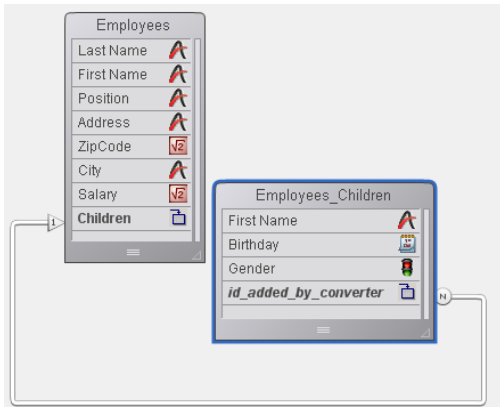 Employees
Last Name
First Name
Position
Address
ZipCode
City
Salary
Children
1
Employees_Children
First Name
Birthday
Gender
id_added_by_converter
N